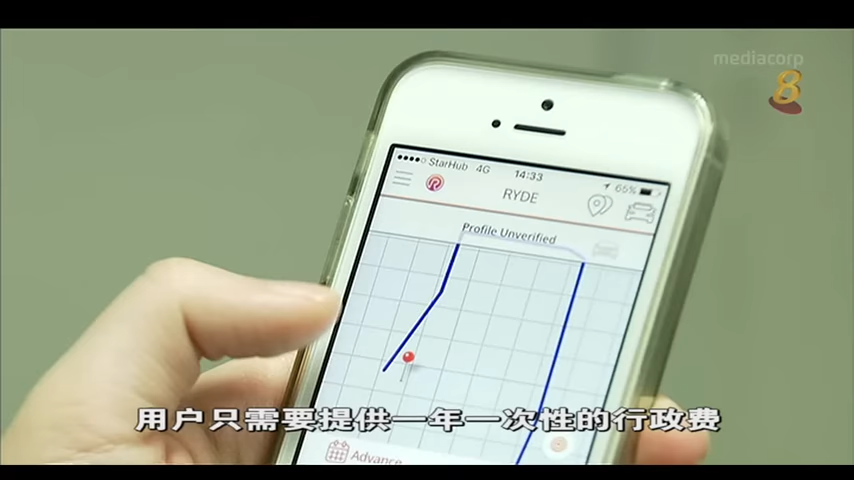 mediacorp
8
StarHub 4G 14:33 65%
R RYDE
Profile Unverified
用户只需要提供一年一次性的行政费
Advance